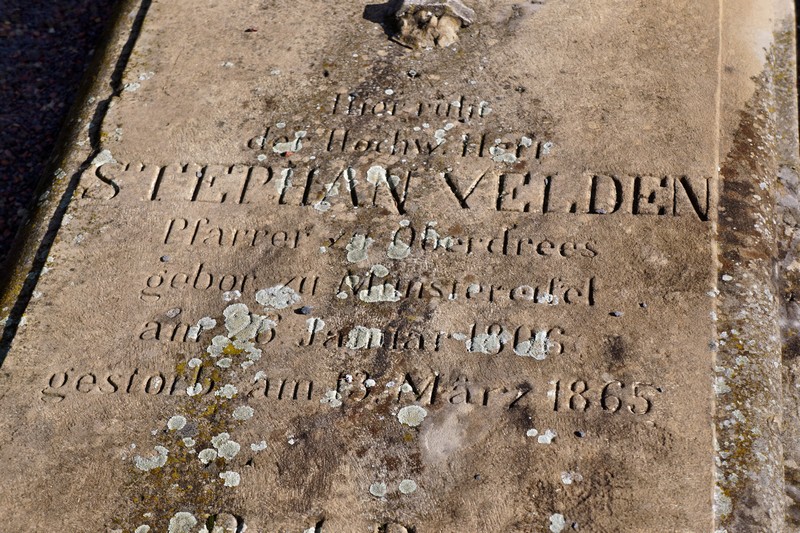 Hier ruht
der Hochw. Herr
STEPHAN VELDEN
Pfarrer zu Oberdrees
gebor. zu Münstereifel
am 6. Januar 1806
gestorb. am 13. März 1865